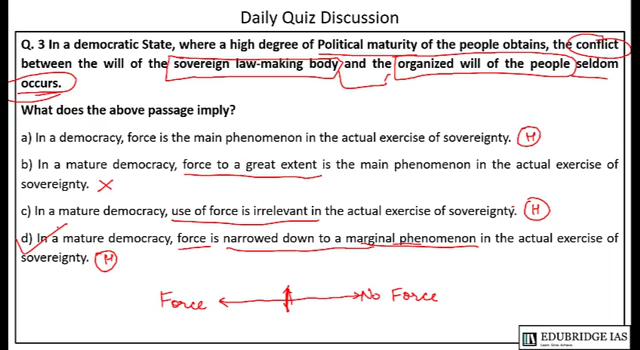 Daily Quiz Discussion
Q. 3 In a democratic State, where a high degree of Political maturity of the people obtains, the conflict
between the will of the sovereign law-making body and the organized will of the people seldom
occurs.
What does the above passage imply?
a) In a democracy, force is the main phenomenon in the actual exercise of sovereignty. H
b) In a mature democracy, force to a great extent is the main phenomenon in the actual exercise of
sovereignty. X
c) In a mature democracy, use of force is irrelevant in the actual exercise of sovereignty. H
d) In a mature democracy, force is narrowed down to a marginal phenomenon in the actual exercise of
sovereignty. H
Force No Force
EDUBRIDGE IAS